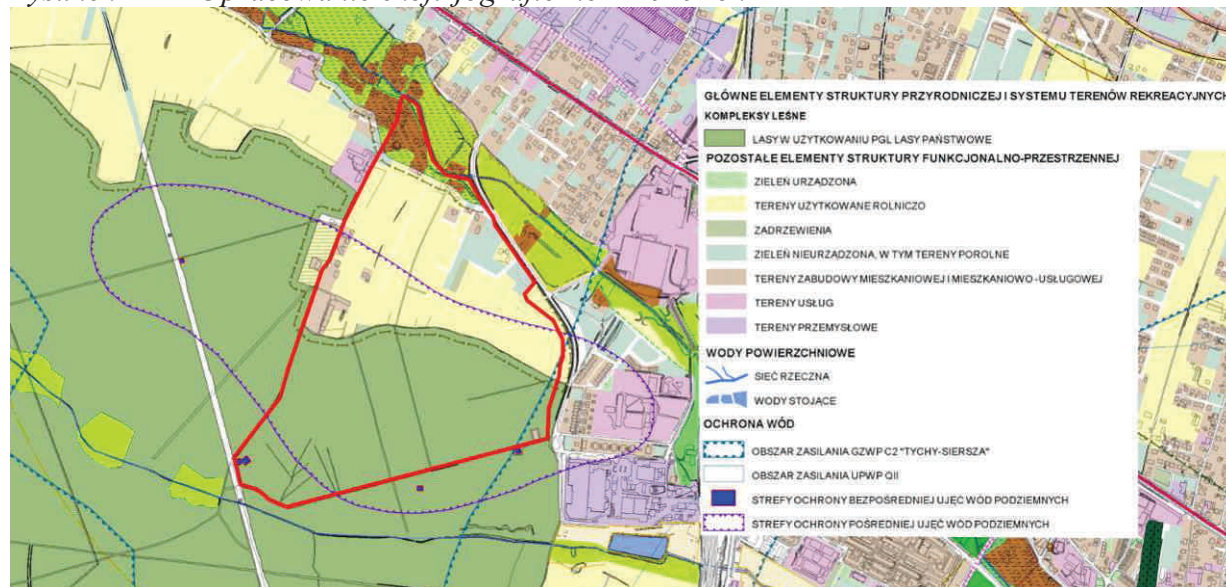 GŁÓWNE ELEMENTY STRUKTURY PRZYRODNICZEJ I SYSTEMU TERENÓW REKREACYJNYCH
KOMPLEKSY LEŚNE
LASY W UŻYTKOWANIU PGL LASY PAŃSTWOWE
POZOSTAŁE ELEMENTY STRUKTURY FUNKCJONALNO-PRZESTRZENNEJ
ZIELEŃ URZĄDZONA
TERENY UŻYTKOWANE ROLNICZO
ZADRZEWIENIA
ZIELEŃ NIEURZĄDZONA, W TYM TERENY POROLNE
TERENY ZABUDOWY MIESZKANIOWEJ I MIESZKANIOWO-USŁUGOWEJ
TERENY USŁUG
TERENY PRZEMYSŁOWE
WODY POWIERZCHNIOWE
SIEĆ RZECZNA
WODY STOJĄCE
OCHRONA WÓD
OBSZAR ZASILANIA GZWP C2 "TYCHY-SIERSZA"
OBSZAR ZASILANIA UPWP QII
STREFY OCHRONY BEZPOŚREDNIEJ UJĘĆ WÓD PODZIEMNYCH
STREFY OCHRONY POŚREDNIEJ UJĘĆ WÓD PODZIEMNYCH